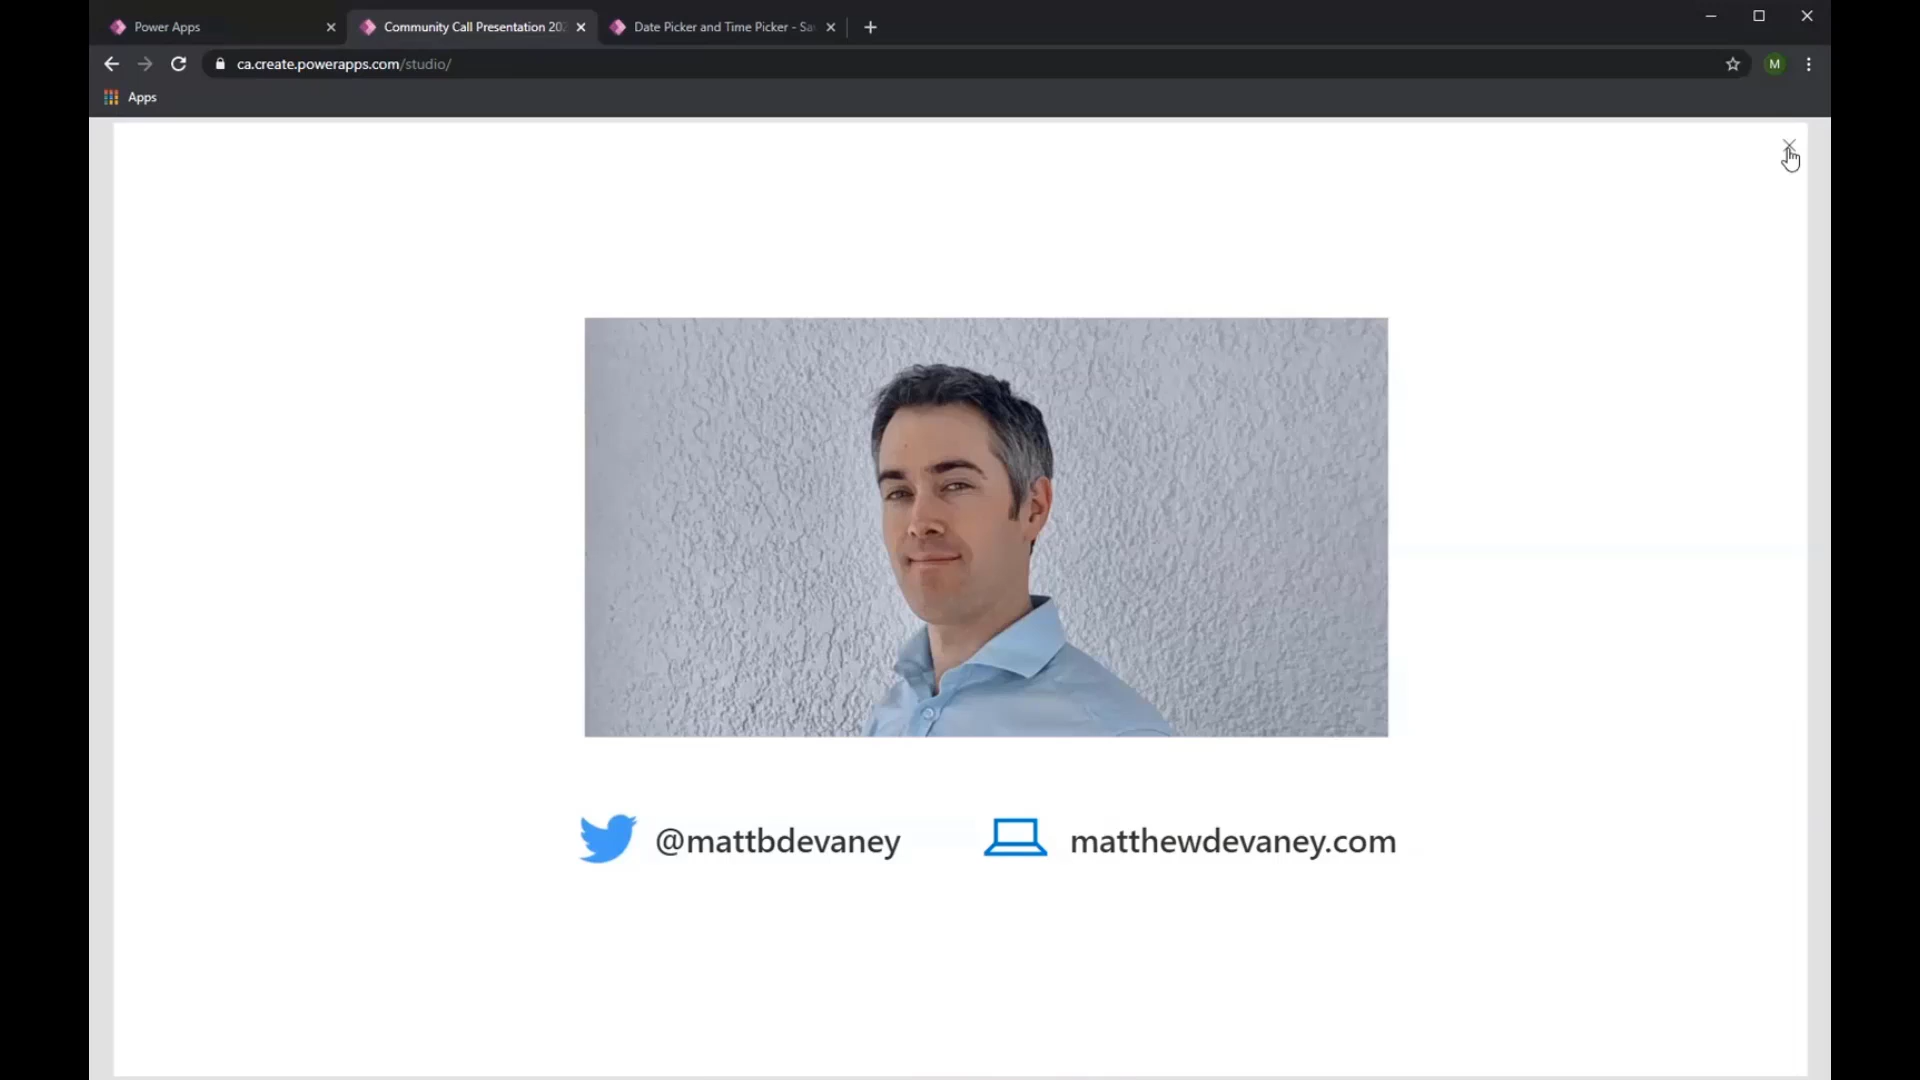 Power Apps
Community Call Presentation 202
Date Picker and Time Picker - Sa
ca.create.powerapps.com/studio/
M
Apps
@mattbdevaney
matthewdevaney.com